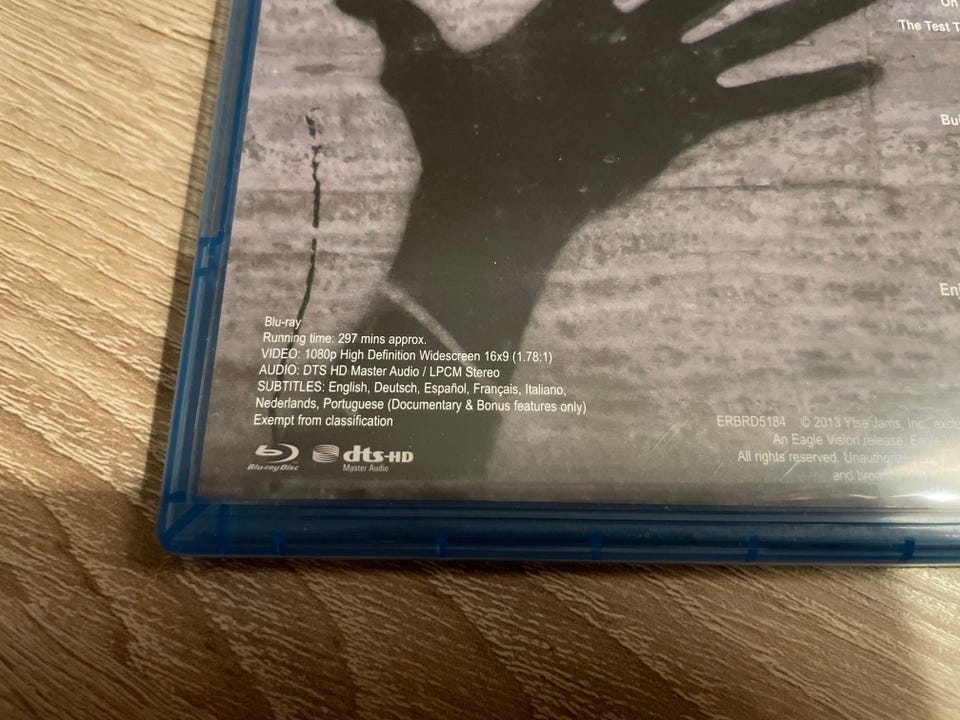 The Test
Blu-ray
Running time: 297 mins approx.
VIDEO: 1080p High Definition Widescreen 16x9 (1.78:1)
AUDIO: DTS HD Master Audio / LPCM Stereo
SUBTITLES: English, Deutsch, Español, Français, Italiano,
Nederlands, Portuguese (Documentary & Bonus features only)
Exempt from classification
Blu-ray Disc
dts-HD
Master Audio
ERBRD5184 © 2013 Ytse Jams, Inc.,
An Eagle Vision release. Eagle
All rights reserved.
and